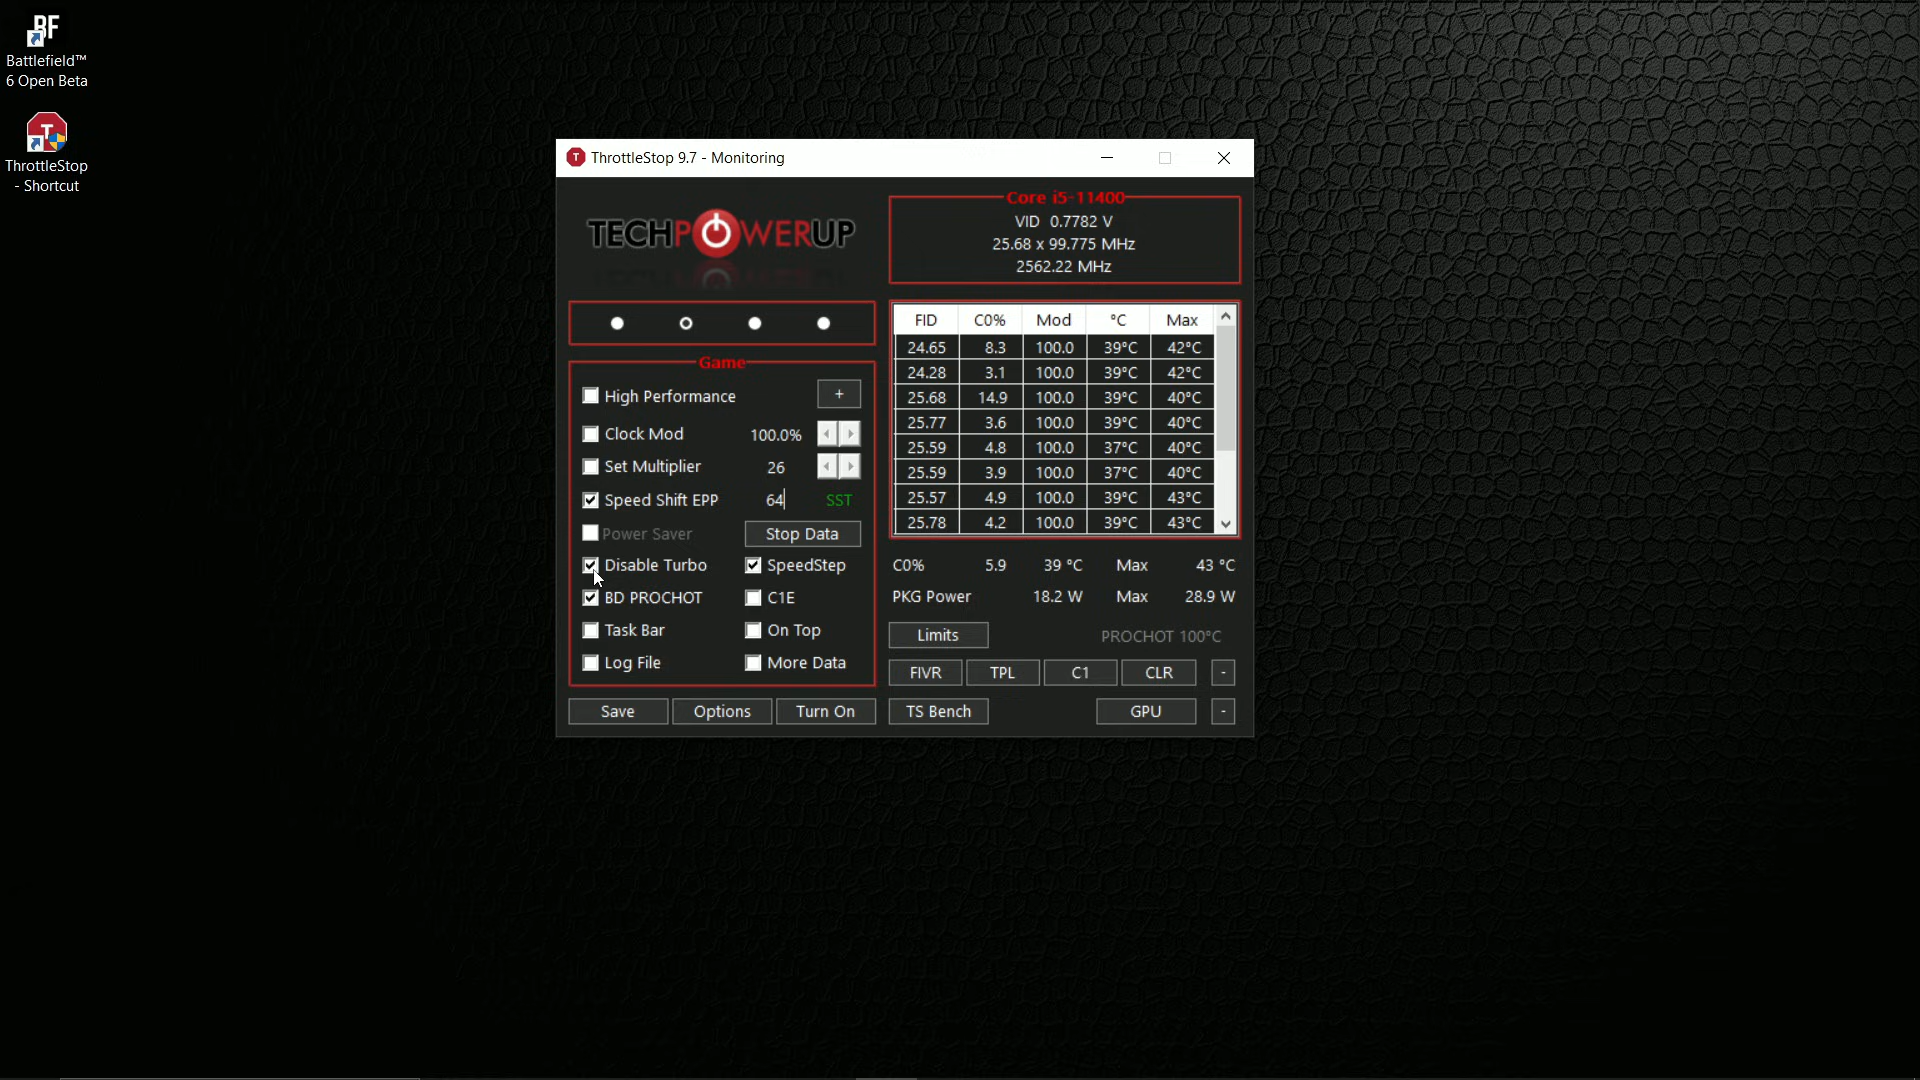 BF
Battlefield™
6 Open Beta
T
ThrottleStop
- Shortcut
T ThrottleStop 9.7 - Monitoring
TECHPOWERUP
Core i5-11400
VID 0.7782 V
25.68 x 99.775 MHz
2562.22 MHz
Game
High Performance +
Clock Mod 100.0%
Set Multiplier 26
Speed Shift EPP 64 SST
Power Saver Stop Data
Disable Turbo SpeedStep
BD PROCHOT C1E
Task Bar On Top
Log File More Data
Save Options Turn On
FID C0% Mod °C Max
24.65 8.3 100.0 39°C 42°C
24.28 3.1 100.0 39°C 42°C
25.68 14.9 100.0 39°C 40°C
25.77 3.6 100.0 39°C 40°C
25.59 4.8 100.0 37°C 40°C
25.59 3.9 100.0 37°C 40°C
25.57 4.9 100.0 39°C 43°C
25.78 4.2 100.0 39°C 43°C
C0% 5.9 39 °C Max 43 °C
PKG Power 18.2 W Max 28.9 W
Limits PROCHOT 100°C
FIVR TPL C1 CLR -
TS Bench GPU -